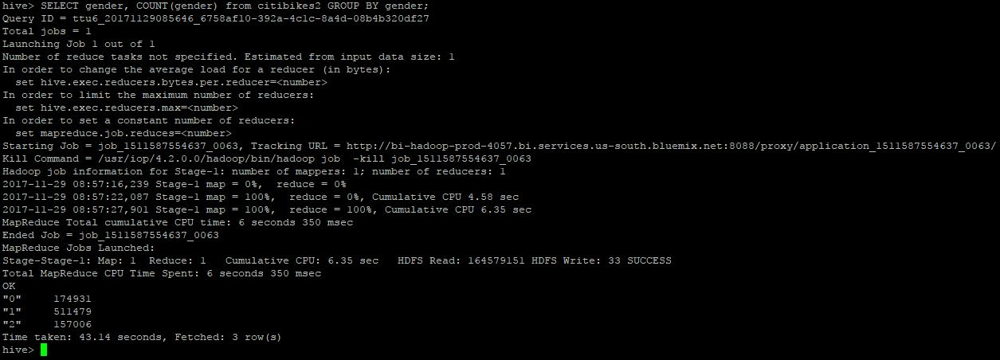 hive> SELECT gender, COUNT(gender) from citibikes2 GROUP BY gender;
Query ID = ttu6_20171129085646_6758af10-392a-4c1c-8a4d-08b4b320df27
Total jobs = 1
Launching Job 1 out of 1
Number of reduce tasks not specified. Estimated from input data size: 1
In order to change the average load for a reducer (in bytes):
  set hive.exec.reducers.bytes.per.reducer=<number>
In order to limit the maximum number of reducers:
  set hive.exec.reducers.max=<number>
In order to set a constant number of reducers:
  set mapreduce.job.reduces=<number>
Starting Job = job_1511587554637_0063, Tracking URL = http://bi-hadoop-prod-4057.bi.services.us-south.bluemix.net:8088/proxy/application_1511587554637_0063/
Kill Command = /usr/iop/4.2.0.0/hadoop/bin/hadoop job  -kill job_1511587554637_0063
Hadoop job information for Stage-1: number of mappers: 1; number of reducers: 1
2017-11-29 08:57:16,239 Stage-1 map = 0%,  reduce = 0%
2017-11-29 08:57:22,087 Stage-1 map = 100%,  reduce = 0%, Cumulative CPU 4.58 sec
2017-11-29 08:57:27,901 Stage-1 map = 100%,  reduce = 100%, Cumulative CPU 6.35 sec
MapReduce Total cumulative CPU time: 6 seconds 350 msec
Ended Job = job_1511587554637_0063
MapReduce Jobs Launched:
Stage-Stage-1: Map: 1  Reduce: 1   Cumulative CPU: 6.35 sec   HDFS Read: 164579151 HDFS Write: 33 SUCCESS
Total MapReduce CPU Time Spent: 6 seconds 350 msec
OK
"0"     174931
"1"     511479
"2"     157006
Time taken: 43.14 seconds, Fetched: 3 row(s)
hive>